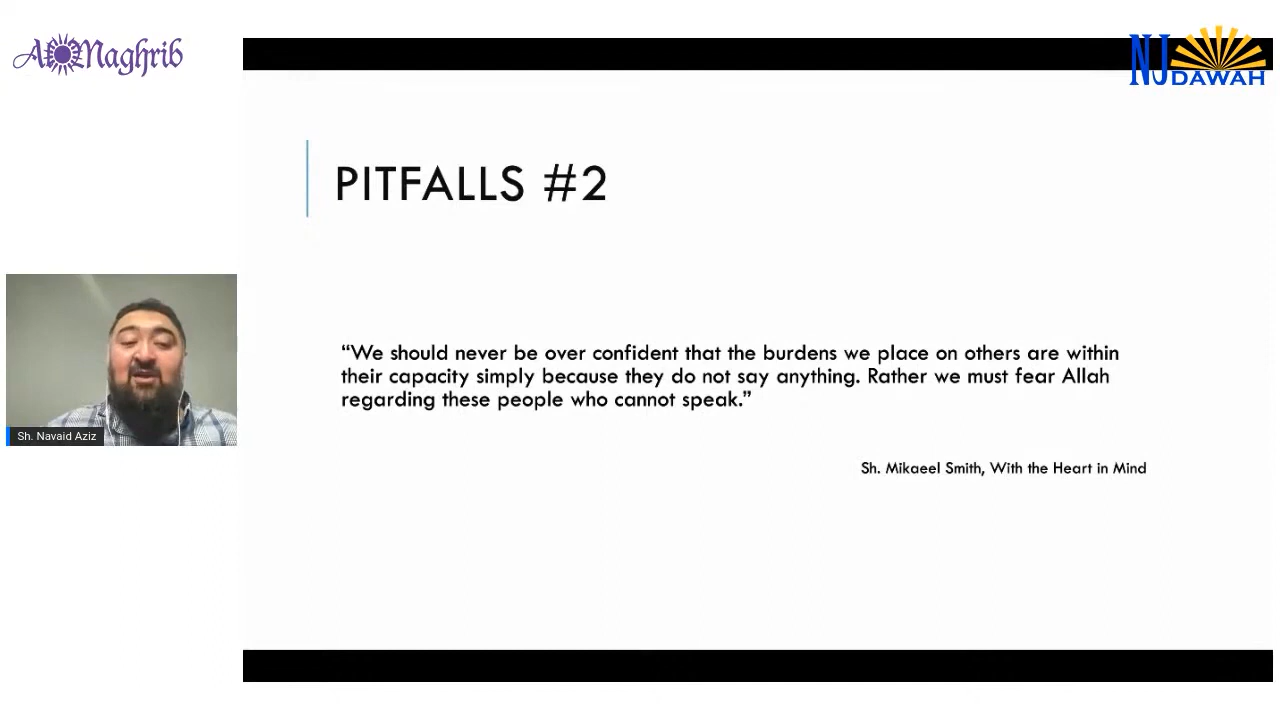 AlMaghrib
NJ
DAWAH
PITFALLS #2
“We should never be over confident that the burdens we place on others are within
their capacity simply because they do not say anything. Rather we must fear Allah
regarding these people who cannot speak.”
Sh. Mikaeel Smith, With the Heart in Mind
Sh. Navaid Aziz